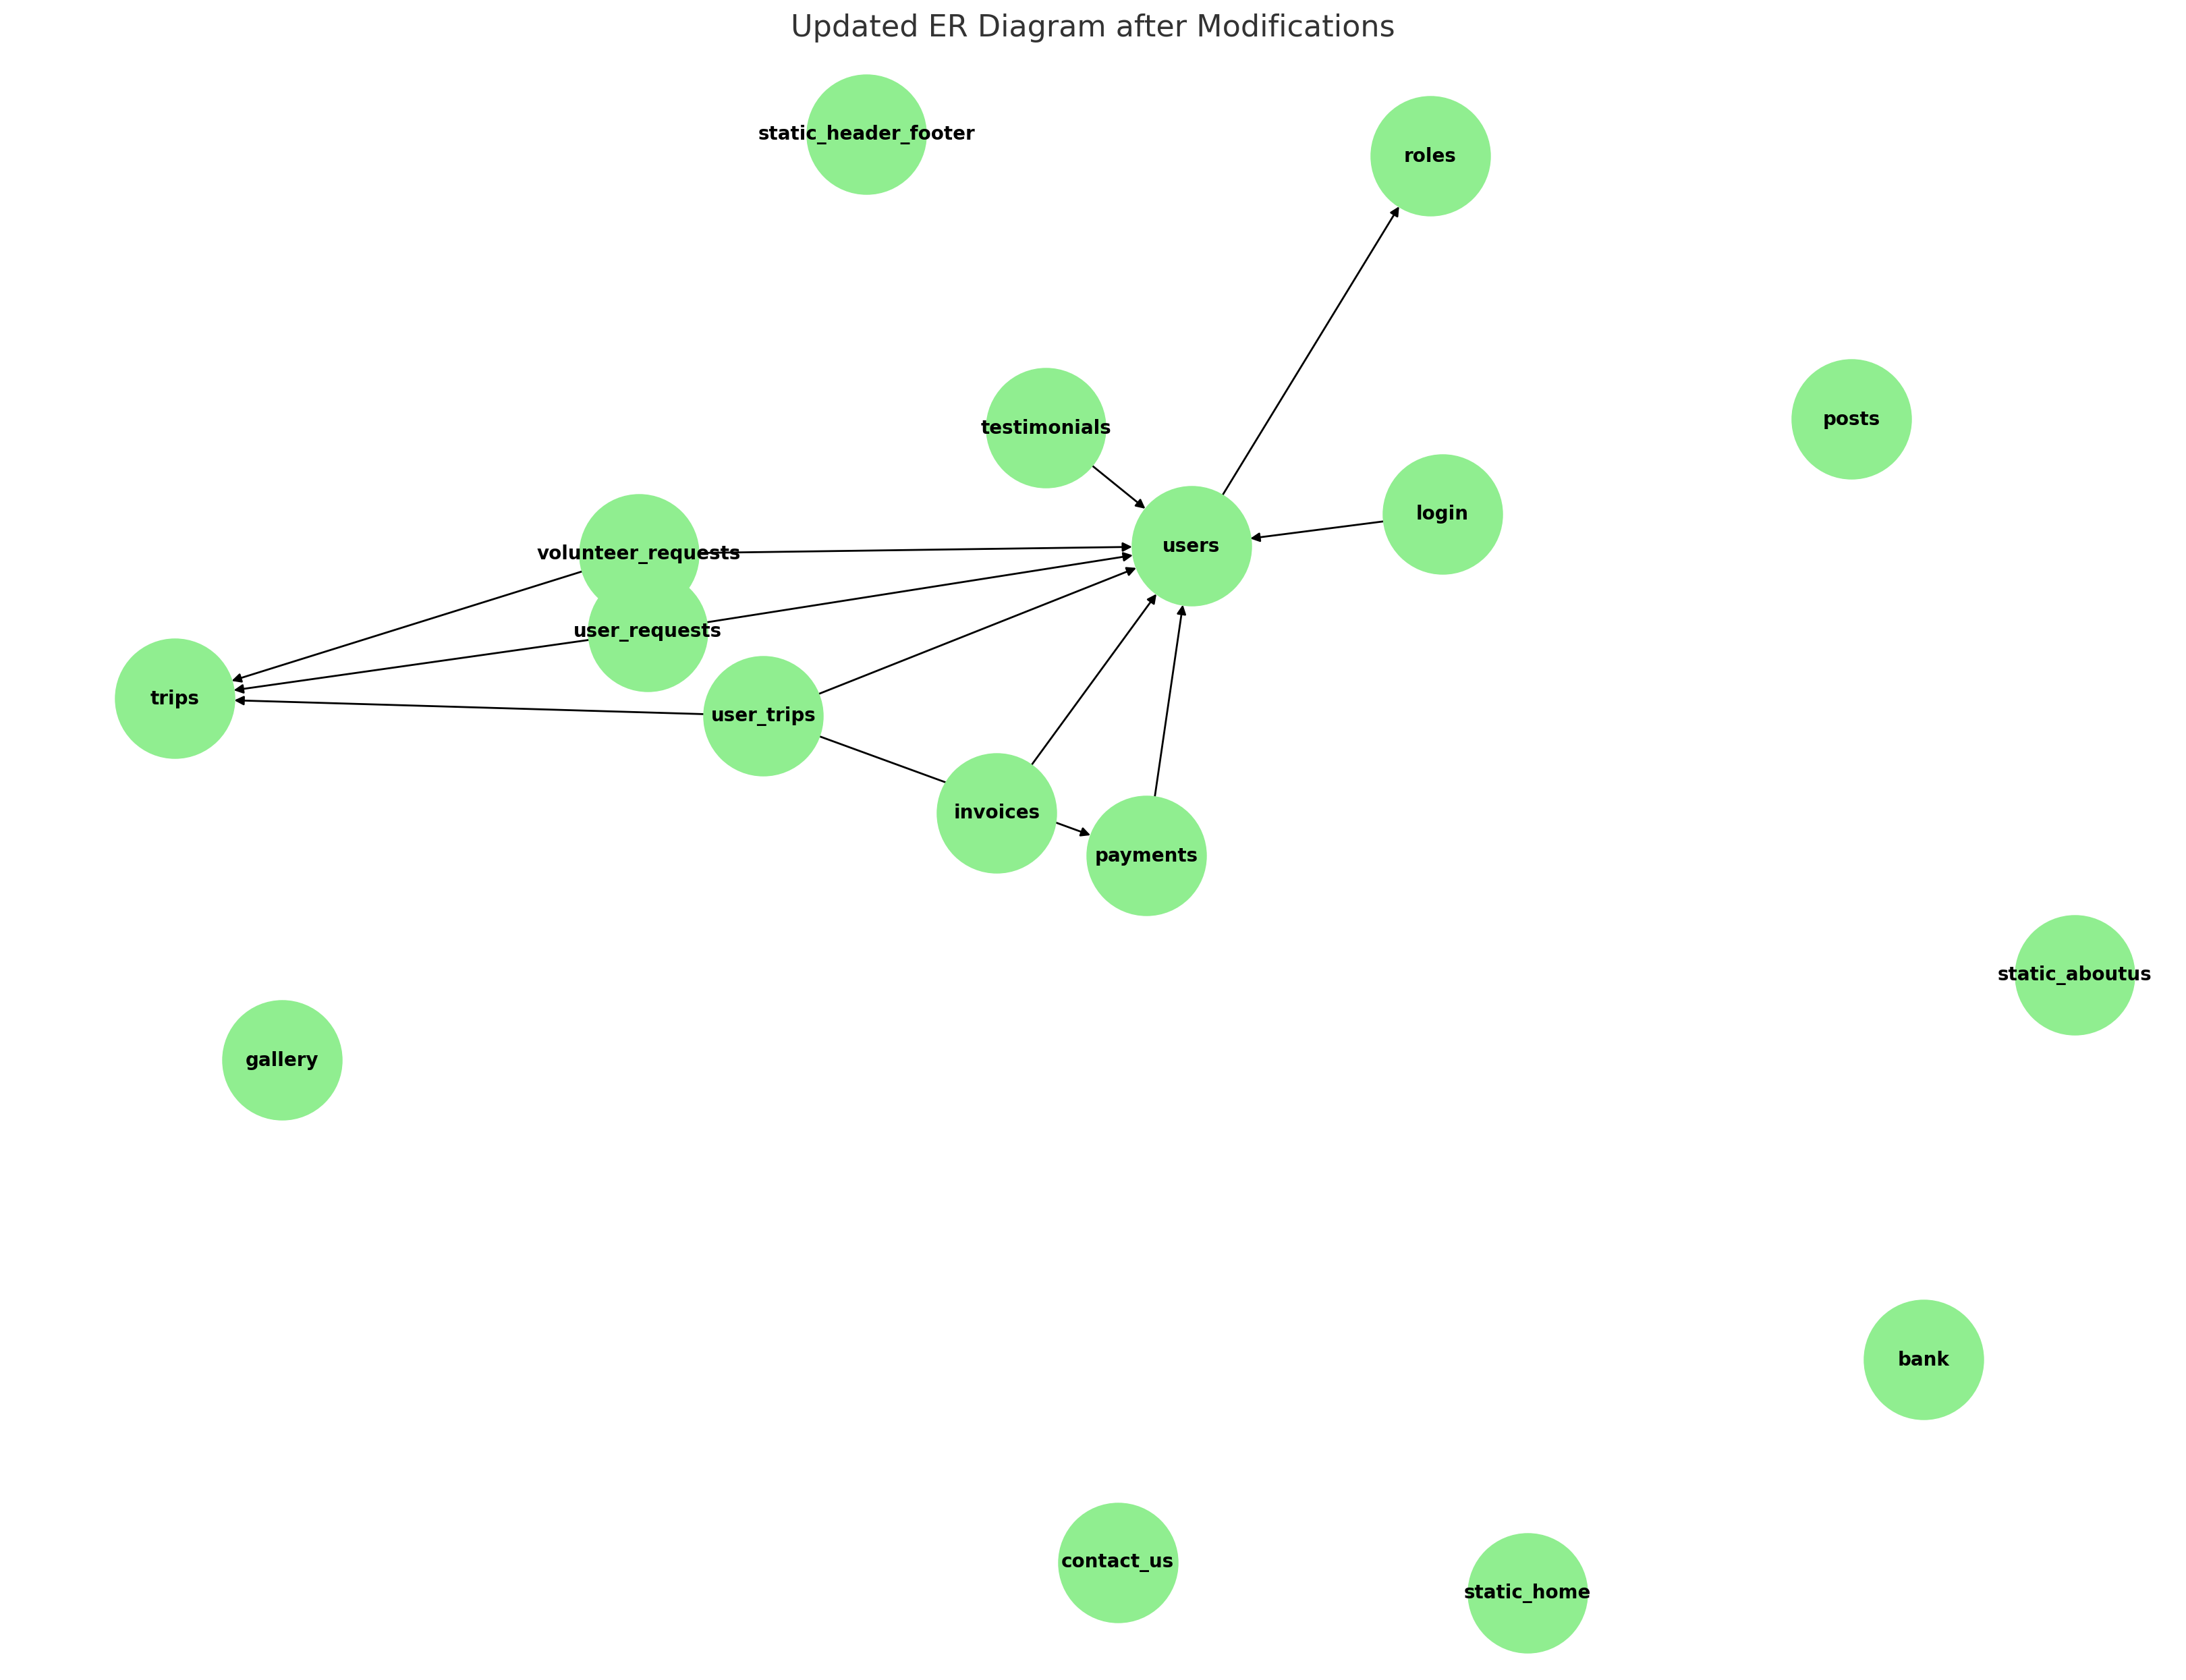 Updated ER Diagram after Modifications
static_header_footer
roles
posts
testimonials
login
users
volunteer_requests
user_requests
trips
user_trips
invoices
payments
static_aboutus
gallery
bank
contact_us
static_home